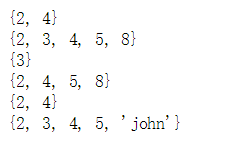 {2, 4}
{2, 3, 4, 5, 8}
{3}
{2, 4, 5, 8}
{2, 4}
{2, 3, 4, 5, 'john'}